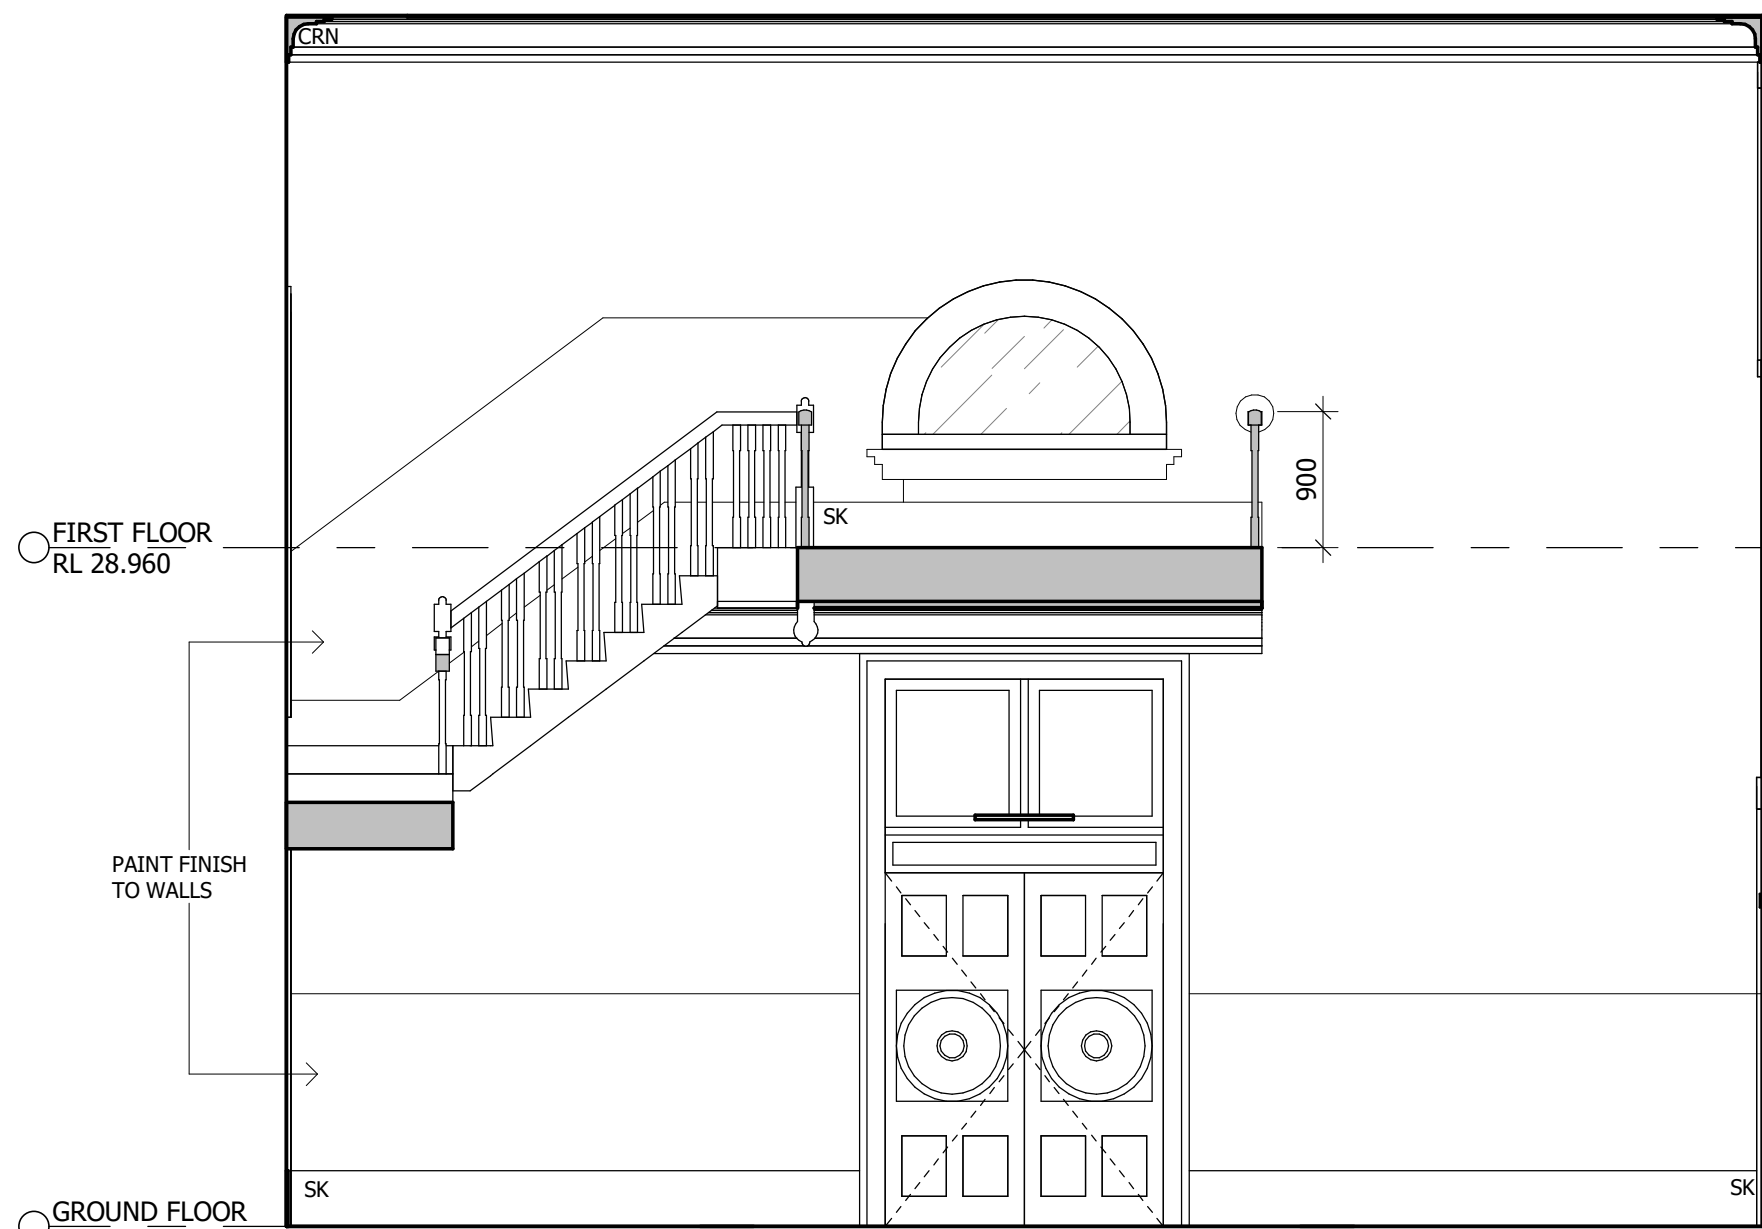 CRN
900
SK
FIRST FLOOR
RL 28.960
PAINT FINISH
TO WALLS
SK
SK
GROUND FLOOR